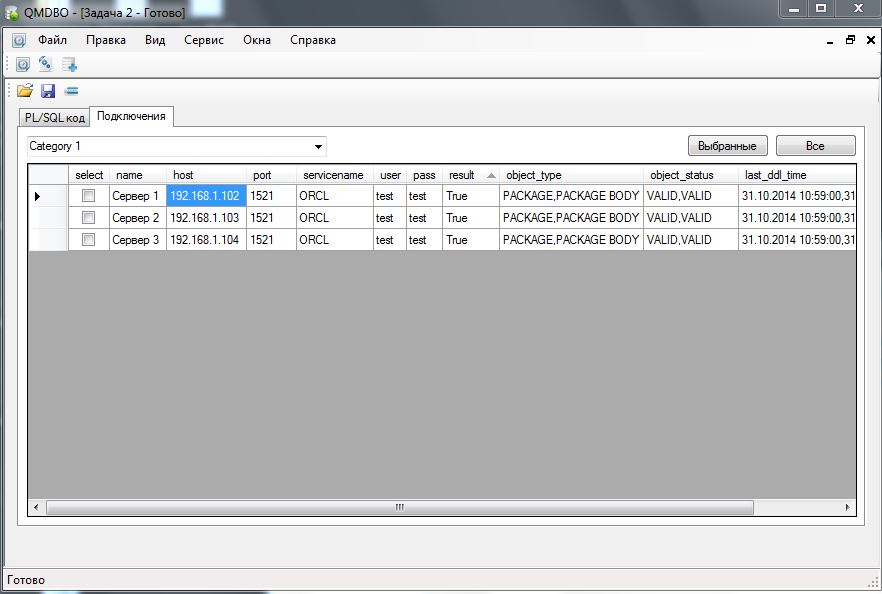 QMDBO - [Задача 2 - Готово]
Файл Правка Вид Сервис Окна Справка
PL/SQL код Подключения
Category 1 Выбранные Все
select name host port servicename user pass result object_type object_status last_ddl_time
Сервер 1 192.168.1.102 1521 ORCL test test True PACKAGE,PACKAGE BODY VALID,VALID 31.10.2014 10:59:00,31
Сервер 2 192.168.1.103 1521 ORCL test test True PACKAGE,PACKAGE BODY VALID,VALID 31.10.2014 10:59:00,31
Сервер 3 192.168.1.104 1521 ORCL test test True PACKAGE,PACKAGE BODY VALID,VALID 31.10.2014 10:59:00,31
Готово